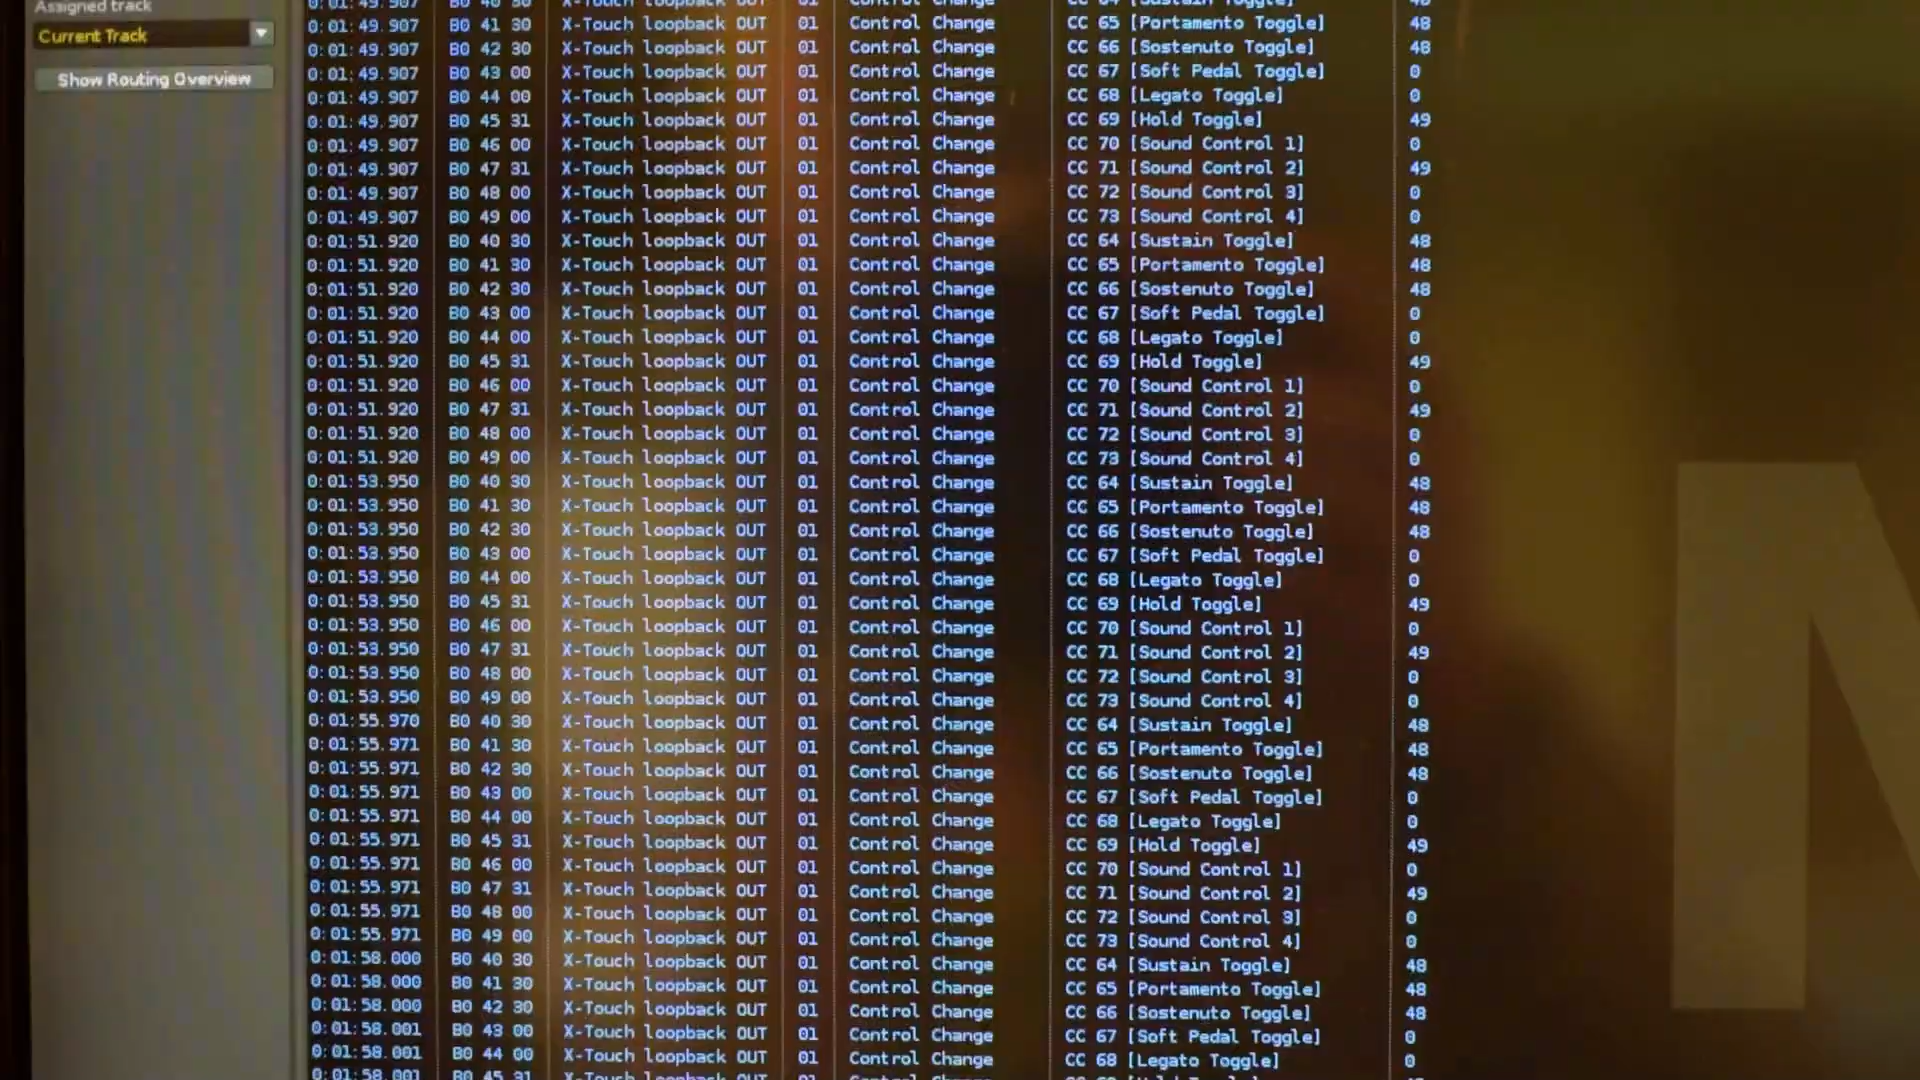 Assigned track
Current Track
Show Routing Overview
0:01:49.907 B0 40 30 X-Touch loopback OUT 01 Control Change CC 64 [Sustain Toggle] 48
0:01:49.907 B0 41 30 X-Touch loopback OUT 01 Control Change CC 65 [Portamento Toggle] 48
0:01:49.907 B0 42 30 X-Touch loopback OUT 01 Control Change CC 66 [Sostenuto Toggle] 48
0:01:49.907 B0 43 00 X-Touch loopback OUT 01 Control Change CC 67 [Soft Pedal Toggle] 0
0:01:49.907 B0 44 00 X-Touch loopback OUT 01 Control Change CC 68 [Legato Toggle] 0
0:01:49.907 B0 45 31 X-Touch loopback OUT 01 Control Change CC 69 [Hold Toggle] 49
0:01:49.907 B0 46 00 X-Touch loopback OUT 01 Control Change CC 70 [Sound Control 1] 0
0:01:49.907 B0 47 31 X-Touch loopback OUT 01 Control Change CC 71 [Sound Control 2] 49
0:01:49.907 B0 48 00 X-Touch loopback OUT 01 Control Change CC 72 [Sound Control 3] 0
0:01:49.907 B0 49 00 X-Touch loopback OUT 01 Control Change CC 73 [Sound Control 4] 0
0:01:51.920 B0 40 30 X-Touch loopback OUT 01 Control Change CC 64 [Sustain Toggle] 48
0:01:51.920 B0 41 30 X-Touch loopback OUT 01 Control Change CC 65 [Portamento Toggle] 48
0:01:51.920 B0 42 30 X-Touch loopback OUT 01 Control Change CC 66 [Sostenuto Toggle] 48
0:01:51.920 B0 43 00 X-Touch loopback OUT 01 Control Change CC 67 [Soft Pedal Toggle] 0
0:01:51.920 B0 44 00 X-Touch loopback OUT 01 Control Change CC 68 [Legato Toggle] 0
0:01:51.920 B0 45 31 X-Touch loopback OUT 01 Control Change CC 69 [Hold Toggle] 49
0:01:51.920 B0 46 00 X-Touch loopback OUT 01 Control Change CC 70 [Sound Control 1] 0
0:01:51.920 B0 47 31 X-Touch loopback OUT 01 Control Change CC 71 [Sound Control 2] 49
0:01:51.920 B0 48 00 X-Touch loopback OUT 01 Control Change CC 72 [Sound Control 3] 0
0:01:51.920 B0 49 00 X-Touch loopback OUT 01 Control Change CC 73 [Sound Control 4] 0
0:01:53.950 B0 40 30 X-Touch loopback OUT 01 Control Change CC 64 [Sustain Toggle] 48
0:01:53.950 B0 41 30 X-Touch loopback OUT 01 Control Change CC 65 [Portamento Toggle] 48
0:01:53.950 B0 42 30 X-Touch loopback OUT 01 Control Change CC 66 [Sostenuto Toggle] 48
0:01:53.950 B0 43 00 X-Touch loopback OUT 01 Control Change CC 67 [Soft Pedal Toggle] 0
0:01:53.950 B0 44 00 X-Touch loopback OUT 01 Control Change CC 68 [Legato Toggle] 0
0:01:53.950 B0 45 31 X-Touch loopback OUT 01 Control Change CC 69 [Hold Toggle] 49
0:01:53.950 B0 46 00 X-Touch loopback OUT 01 Control Change CC 70 [Sound Control 1] 0
0:01:53.950 B0 47 31 X-Touch loopback OUT 01 Control Change CC 71 [Sound Control 2] 49
0:01:53.950 B0 48 00 X-Touch loopback OUT 01 Control Change CC 72 [Sound Control 3] 0
0:01:53.950 B0 49 00 X-Touch loopback OUT 01 Control Change CC 73 [Sound Control 4] 0
0:01:55.970 B0 40 30 X-Touch loopback OUT 01 Control Change CC 64 [Sustain Toggle] 48
0:01:55.971 B0 41 30 X-Touch loopback OUT 01 Control Change CC 65 [Portamento Toggle] 48
0:01:55.971 B0 42 30 X-Touch loopback OUT 01 Control Change CC 66 [Sostenuto Toggle] 48
0:01:55.971 B0 43 00 X-Touch loopback OUT 01 Control Change CC 67 [Soft Pedal Toggle] 0
0:01:55.971 B0 44 00 X-Touch loopback OUT 01 Control Change CC 68 [Legato Toggle] 0
0:01:55.971 B0 45 31 X-Touch loopback OUT 01 Control Change CC 69 [Hold Toggle] 49
0:01:55.971 B0 46 00 X-Touch loopback OUT 01 Control Change CC 70 [Sound Control 1] 0
0:01:55.971 B0 47 31 X-Touch loopback OUT 01 Control Change CC 71 [Sound Control 2] 49
0:01:55.971 B0 48 00 X-Touch loopback OUT 01 Control Change CC 72 [Sound Control 3] 0
0:01:55.971 B0 49 00 X-Touch loopback OUT 01 Control Change CC 73 [Sound Control 4] 0
0:01:58.000 B0 40 30 X-Touch loopback OUT 01 Control Change CC 64 [Sustain Toggle] 48
0:01:58.000 B0 41 30 X-Touch loopback OUT 01 Control Change CC 65 [Portamento Toggle] 48
0:01:58.000 B0 42 30 X-Touch loopback OUT 01 Control Change CC 66 [Sostenuto Toggle] 48
0:01:58.001 B0 43 00 X-Touch loopback OUT 01 Control Change CC 67 [Soft Pedal Toggle] 0
0:01:58.001 B0 44 00 X-Touch loopback OUT 01 Control Change CC 68 [Legato Toggle] 0
0:01:58.001 B0 45 31 X-Touch loopback OUT 01 Control Change